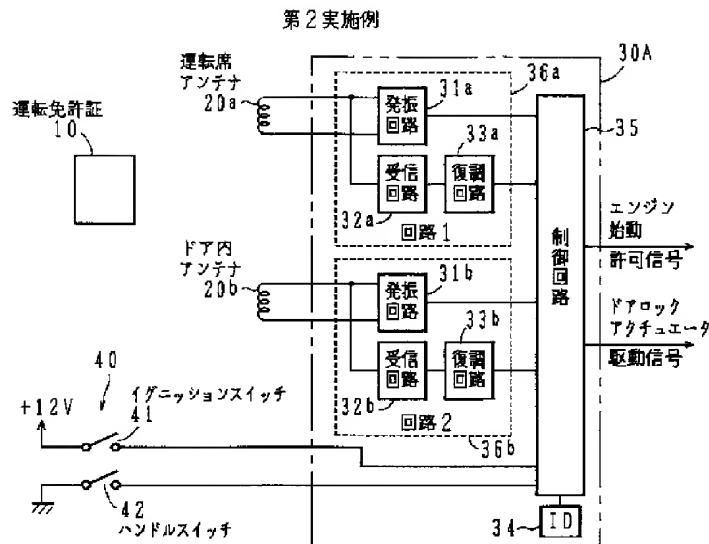 第2実施例
運転席
アンテナ
20a
運転免許証
10
36a
30A
31a
発振
回路
35
33a
受信
回路
復調
回路
32a
回路1
エンジン
始動
許可信号
制御回路
ドア内
アンテナ
20b
31b
発振
回路
33b
ドアロック
アクチュエータ
駆動信号
受信
回路
復調
回路
32b
回路2
36b
40
イグニッションスイッチ
+12V
41
42
ハンドルスイッチ
34
ID